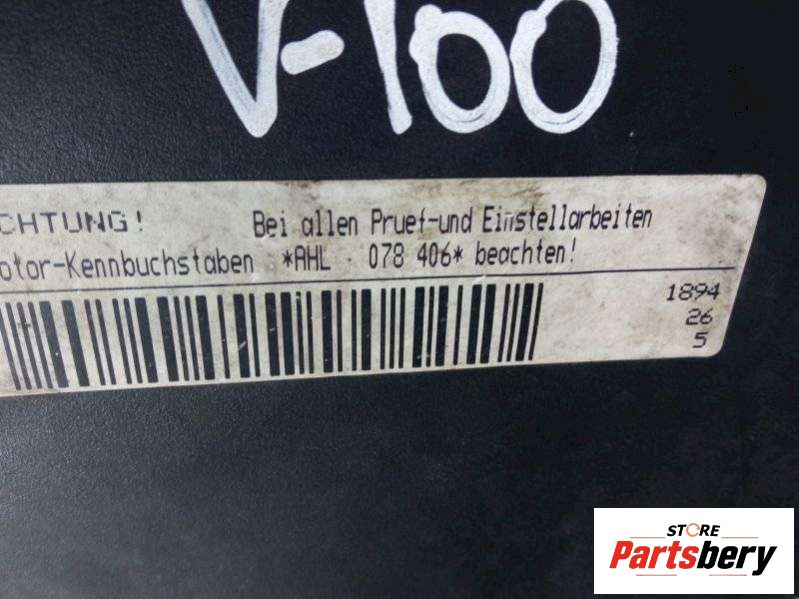 V-100
CHTUNG! Bei allen Pruef-und Einstellarbeiten
otor-Kennbuchstaben *AHL 078 406* beachten!
1894
26
5
STORE
Partsbery